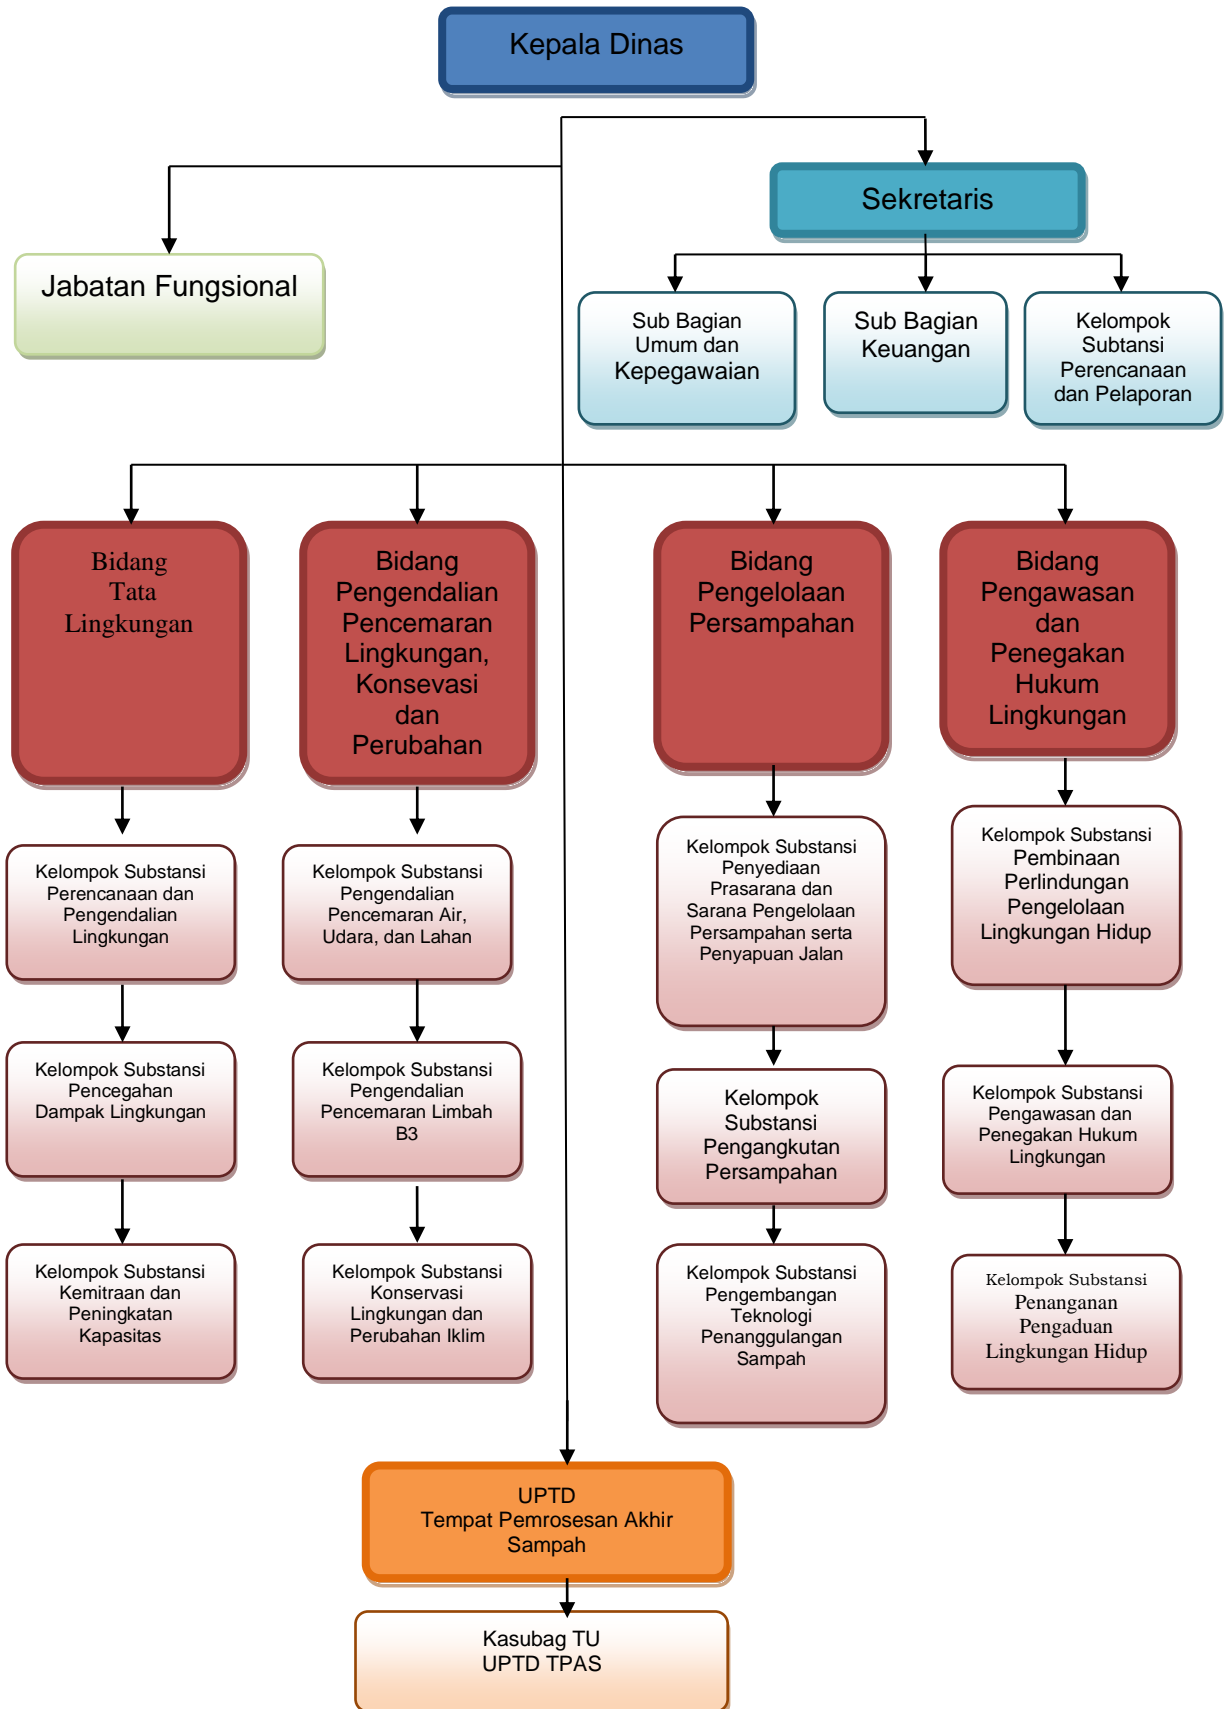 Kepala Dinas
Sekretaris
Jabatan Fungsional
Sub Bagian
Umum dan
Kepegawaian
Sub Bagian
Keuangan
Kelompok
Subtansi
Perencanaan
dan Pelaporan
Bidang
Tata
Lingkungan
Bidang
Pengendalian
Pencemaran
Lingkungan,
Konsevasi
dan
Perubahan
Bidang
Pengelolaan
Persampahan
Bidang
Pengawasan
dan
Penegakan
Hukum
Lingkungan
Kelompok Substansi
Perencanaan dan
Pengendalian
Lingkungan
Kelompok Substansi
Pengendalian
Pencemaran Air,
Udara, dan Lahan
Kelompok Substansi
Penyediaan
Prasarana dan
Sarana Pengelolaan
Persampahan serta
Penyapuan Jalan
Kelompok Substansi
Pembinaan
Perlindungan
Pengelolaan
Lingkungan Hidup
Kelompok Substansi
Pencegahan
Dampak Lingkungan
Kelompok Substansi
Pengendalian
Pencemaran Limbah
B3
Kelompok
Substansi
Pengangkutan
Persampahan
Kelompok Substansi
Pengawasan dan
Penegakan Hukum
Lingkungan
Kelompok Substansi
Kemitraan dan
Peningkatan
Kapasitas
Kelompok Substansi
Konservasi
Lingkungan dan
Perubahan Iklim
Kelompok Substansi
Pengembangan
Teknologi
Penanggulangan
Sampah
Kelompok Substansi
Penanganan
Pengaduan
Lingkungan Hidup
UPTD
Tempat Pemrosesan Akhir
Sampah
Kasubag TU
UPTD TPAS